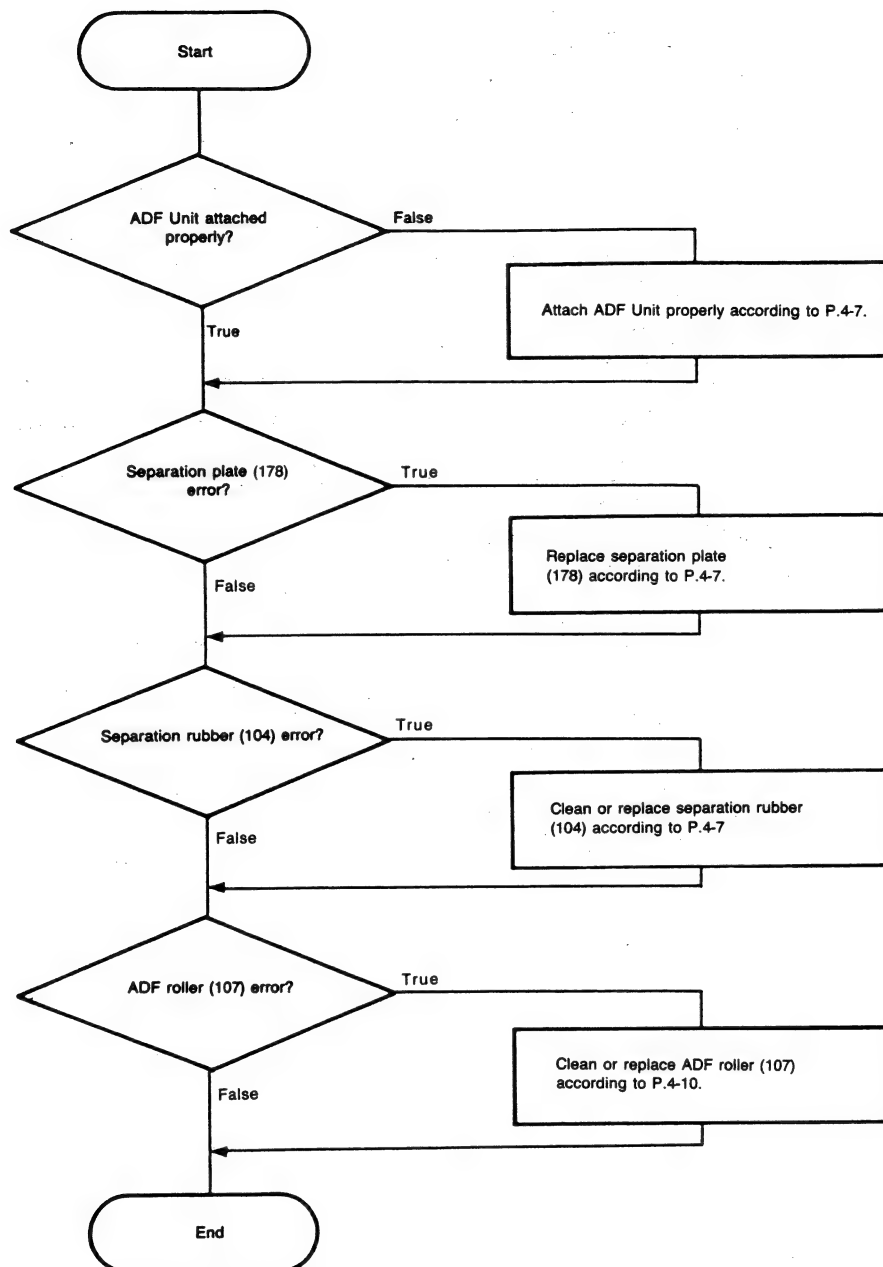 Start
ADF Unit attached
properly?
False
Attach ADF Unit properly according to P.4-7.
True
Separation plate (178)
error?
True
Replace separation plate
(178) according to P.4-7.
False
Separation rubber (104) error?
True
Clean or replace separation rubber
(104) according to P.4-7
False
ADF roller (107) error?
True
Clean or replace ADF roller (107)
according to P.4-10.
False
End